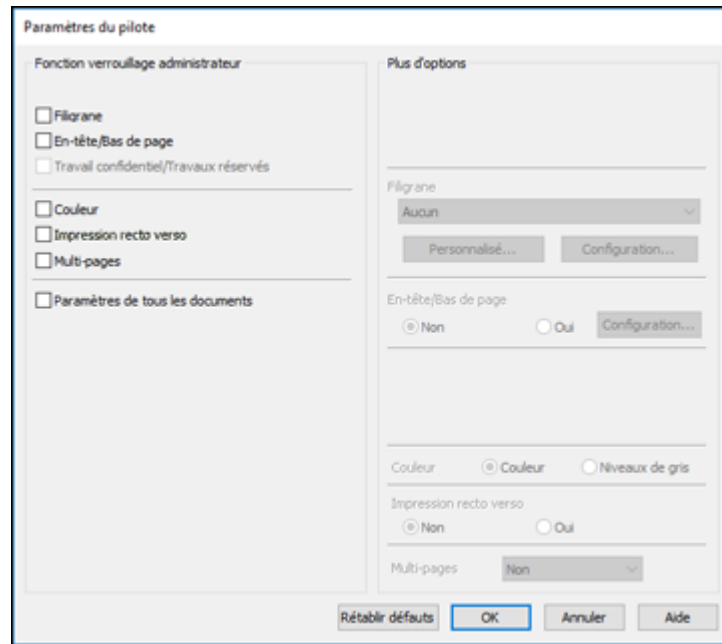 Paramètres du pilote
Fonction verrouillage administrateur
Filigrane
En-tête/Bas de page
Travail confidentiel/Travaux réservés
Couleur
Impression recto verso
Multi-pages
Paramètres de tous les documents
Plus d'options
Filigrane
Aucun
Personnalisé... Configuration...
En-tête/Bas de page
Non Oui Configuration...
Couleur Couleur Niveaux de gris
Impression recto verso
Non Oui
Multi-pages Non
Rétablir défauts OK Annuler Aide